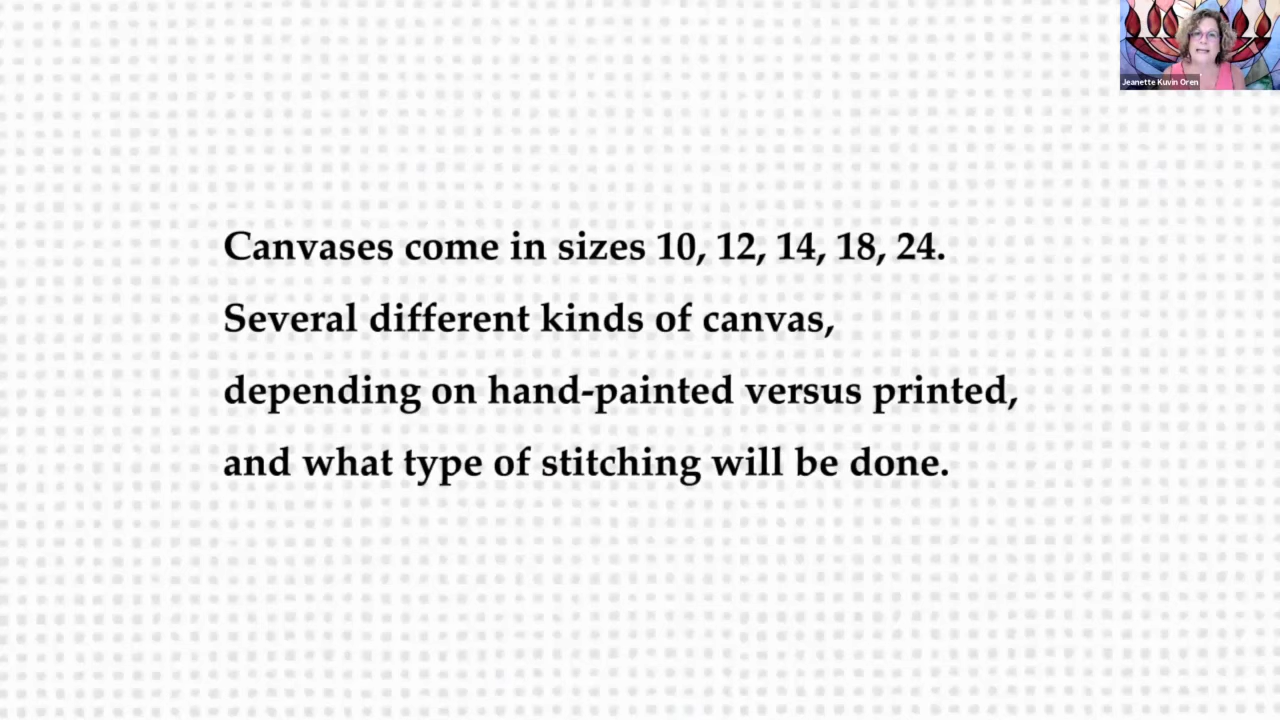 Jeanette Kuvin Oren
Canvases come in sizes 10, 12, 14, 18, 24.
Several different kinds of canvas,
depending on hand-painted versus printed,
and what type of stitching will be done.